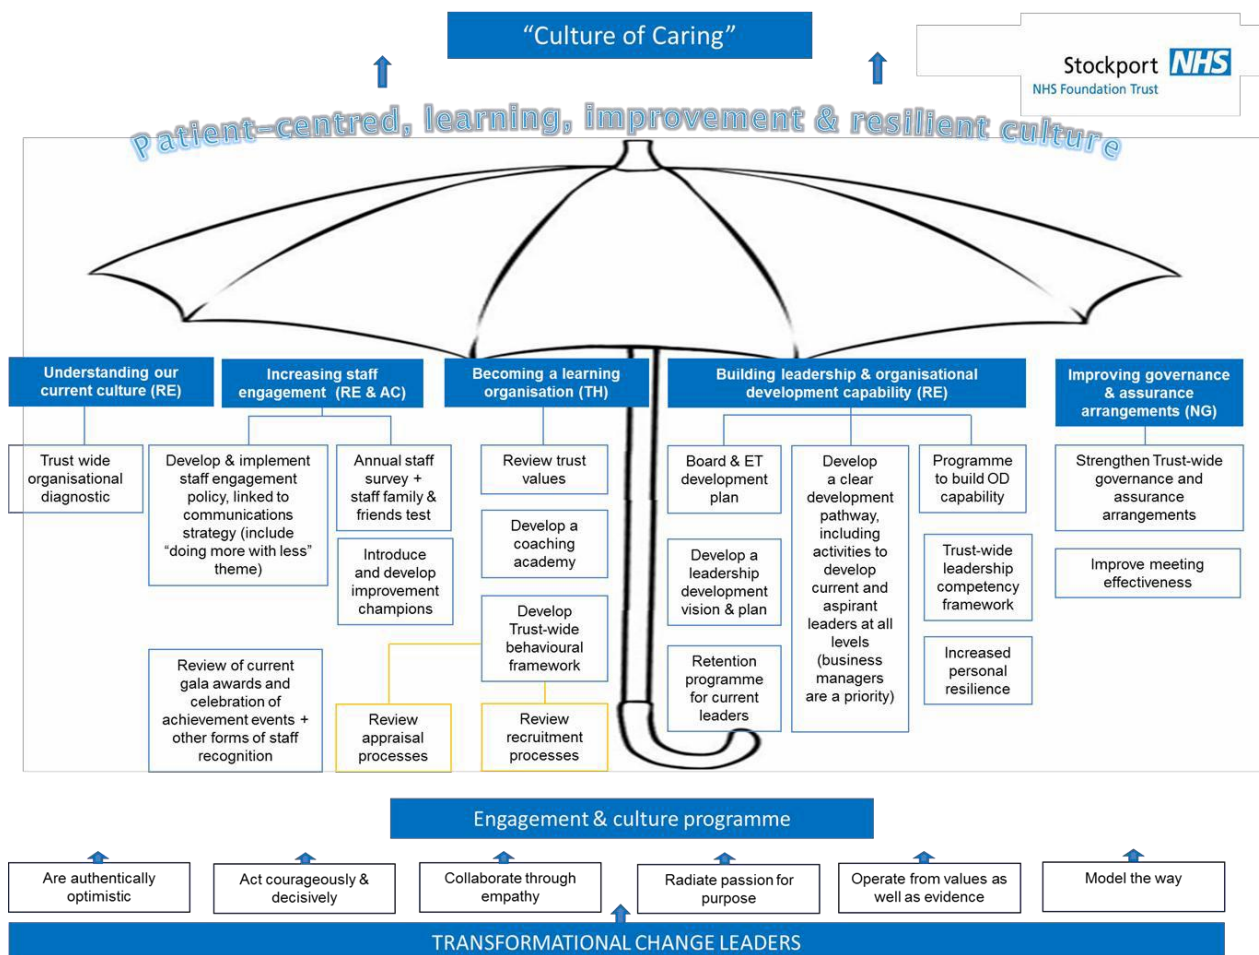 “Culture of Caring”
Stockport NHS
NHS Foundation Trust
Patient-centred, learning, improvement & resilient culture
Understanding our
current culture (RE)
Trust wide
organisational
diagnostic
Increasing staff
engagement (RE & AC)
Develop & implement
staff engagement
policy, linked to
communications
strategy (include
“doing more with less”
theme)
Review of current
gala awards and
celebration of
achievement events +
other forms of staff
recognition
Annual staff
survey +
staff family &
friends test
Introduce
and develop
improvement
champions
Becoming a learning
organisation (TH)
Review trust
values
Develop a
coaching
academy
Develop
Trust-wide
behavioural
framework
Review
appraisal
processes
Review
recruitment
processes
Building leadership & organisational
development capability (RE)
Board & ET
development
plan
Develop a
leadership
development
vision & plan
Retention
programme
for current
leaders
Develop
a clear
development
pathway,
including
activities to
develop
current and
aspirant
leaders at all
levels
(business
managers
are a priority)
Programme
to build OD
capability
Trust-wide
leadership
competency
framework
Increased
personal
resilience
Improving governance
& assurance
arrangements (NG)
Strengthen Trust-wide
governance and
assurance
arrangements
Improve meeting
effectiveness
Engagement & culture programme
Are authentically
optimistic
Act courageously &
decisively
Collaborate through
empathy
Radiate passion for
purpose
Operate from values as
well as evidence
Model the way
TRANSFORMATIONAL CHANGE LEADERS